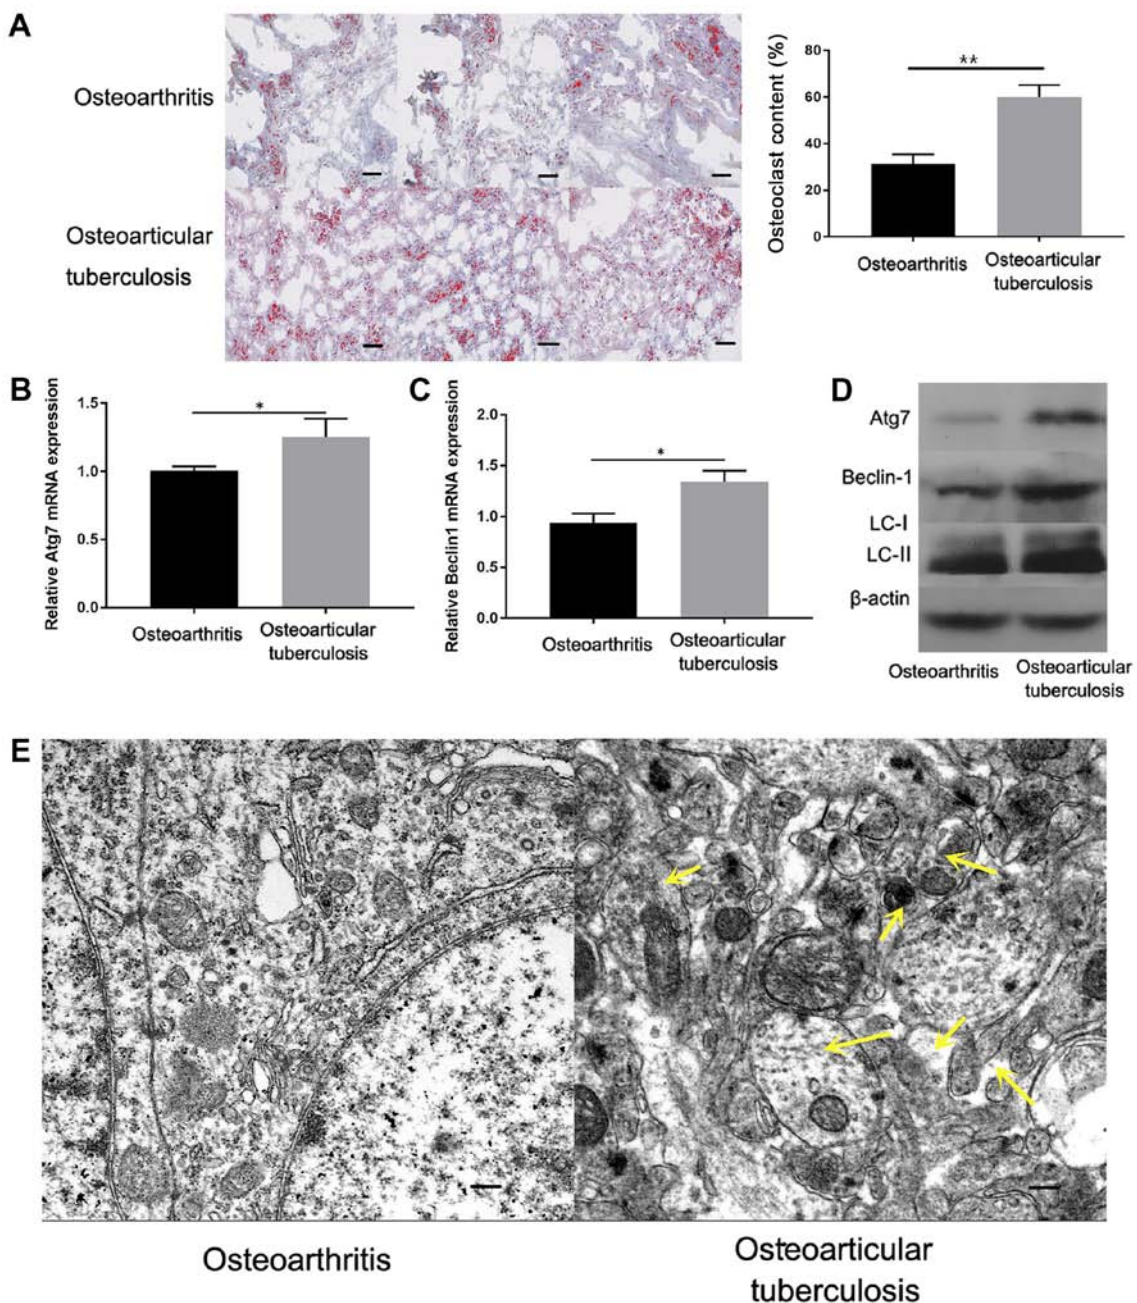 A
Osteoarthritis
Osteoarticular
tuberculosis
Osteoclast content (%)
80
60
40
20
0
**
Osteoarthritis
Osteoarticular
tuberculosis
B
Relative Atg7 mRNA expression
1.5
1.0
0.5
0.0
*
Osteoarthritis
Osteoarticular
tuberculosis
C
Relative Beclin1 mRNA expression
2.0
1.5
1.0
0.5
0.0
*
Osteoarthritis
Osteoarticular
tuberculosis
D
Atg7
Beclin-1
LC-I
LC-II
β-actin
Osteoarthritis
Osteoarticular
tuberculosis
E
Osteoarthritis
Osteoarticular
tuberculosis